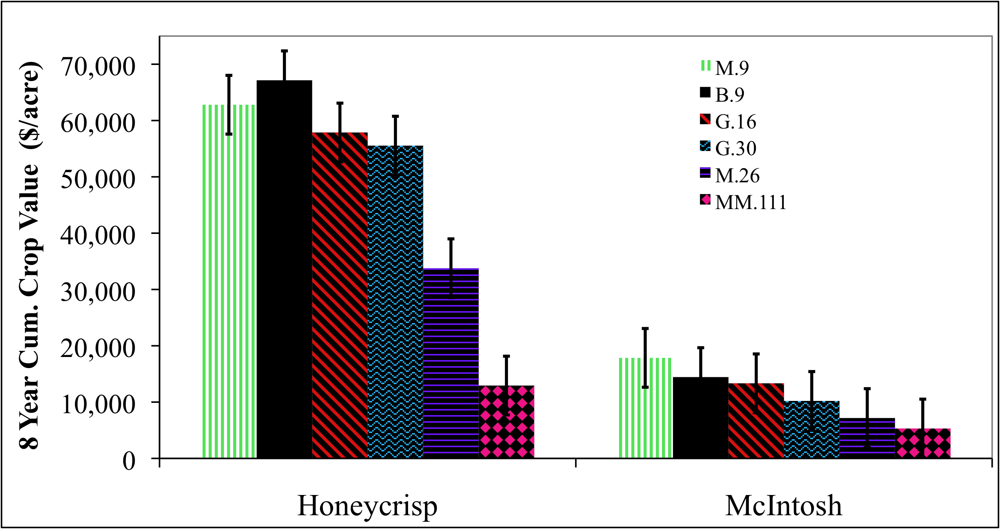 8 Year Cum. Crop Value ($/acre)
70,000
60,000
50,000
40,000
30,000
20,000
10,000
0
M.9
B.9
G.16
G.30
M.26
MM.111
Honeycrisp
McIntosh